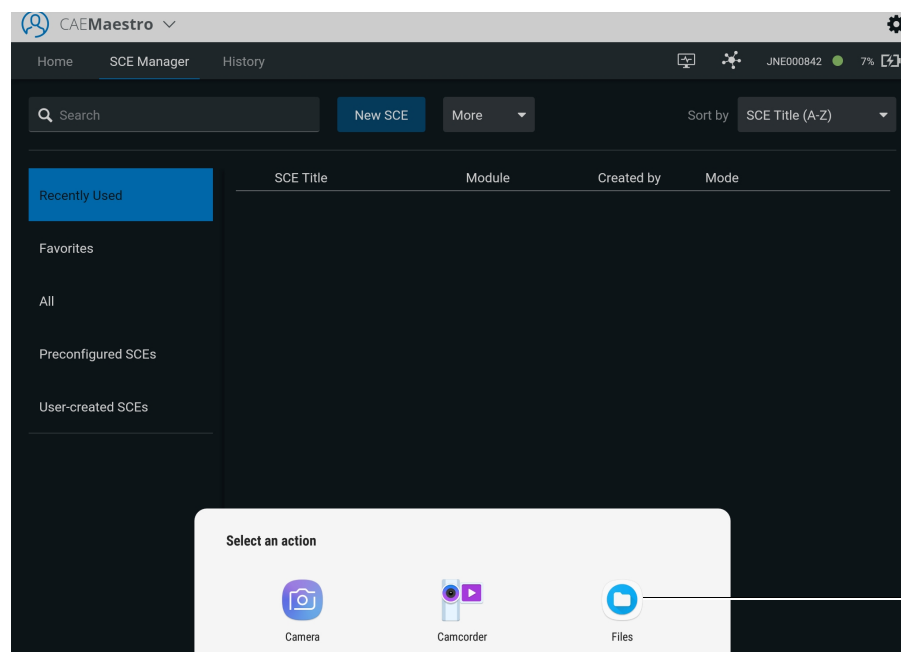 CAEMaestro
Home SCE Manager History JNE000842 7%
Search New SCE More Sort by SCE Title (A-Z)
SCE Title Module Created by Mode
Recently Used
Favorites
All
Preconfigured SCEs
User-created SCEs
Select an action
Camera Camcorder Files